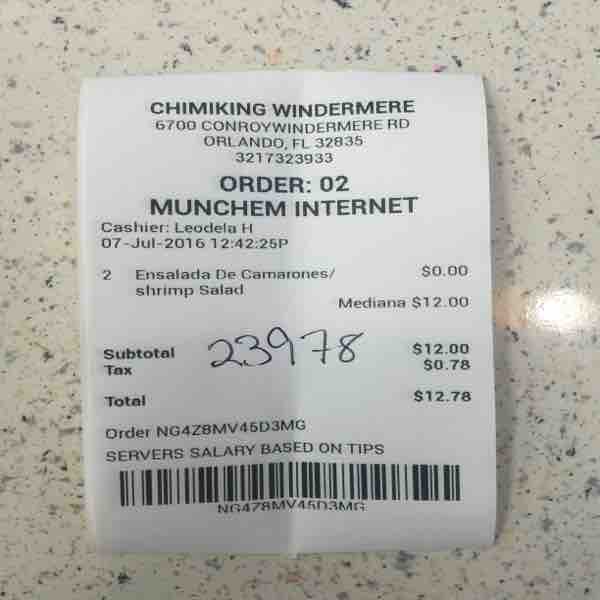 CHIMIKING WINDERMERE
6700 CONROYWINDERMERE RD
ORLANDO, FL 32835
3217323933
ORDER: 02
MUNCHEM INTERNET
Cashier: Leodela H
07-Jul-2016 12:42:25P
2 Ensalada De Camarones/ $0.00
shrimp Salad
Mediana $12.00
23978
Subtotal $12.00
Tax $0.78
Total $12.78
Order NG4Z8MV45D3MG
SERVERS SALARY BASED ON TIPS
NG4Z8MV45D3MG